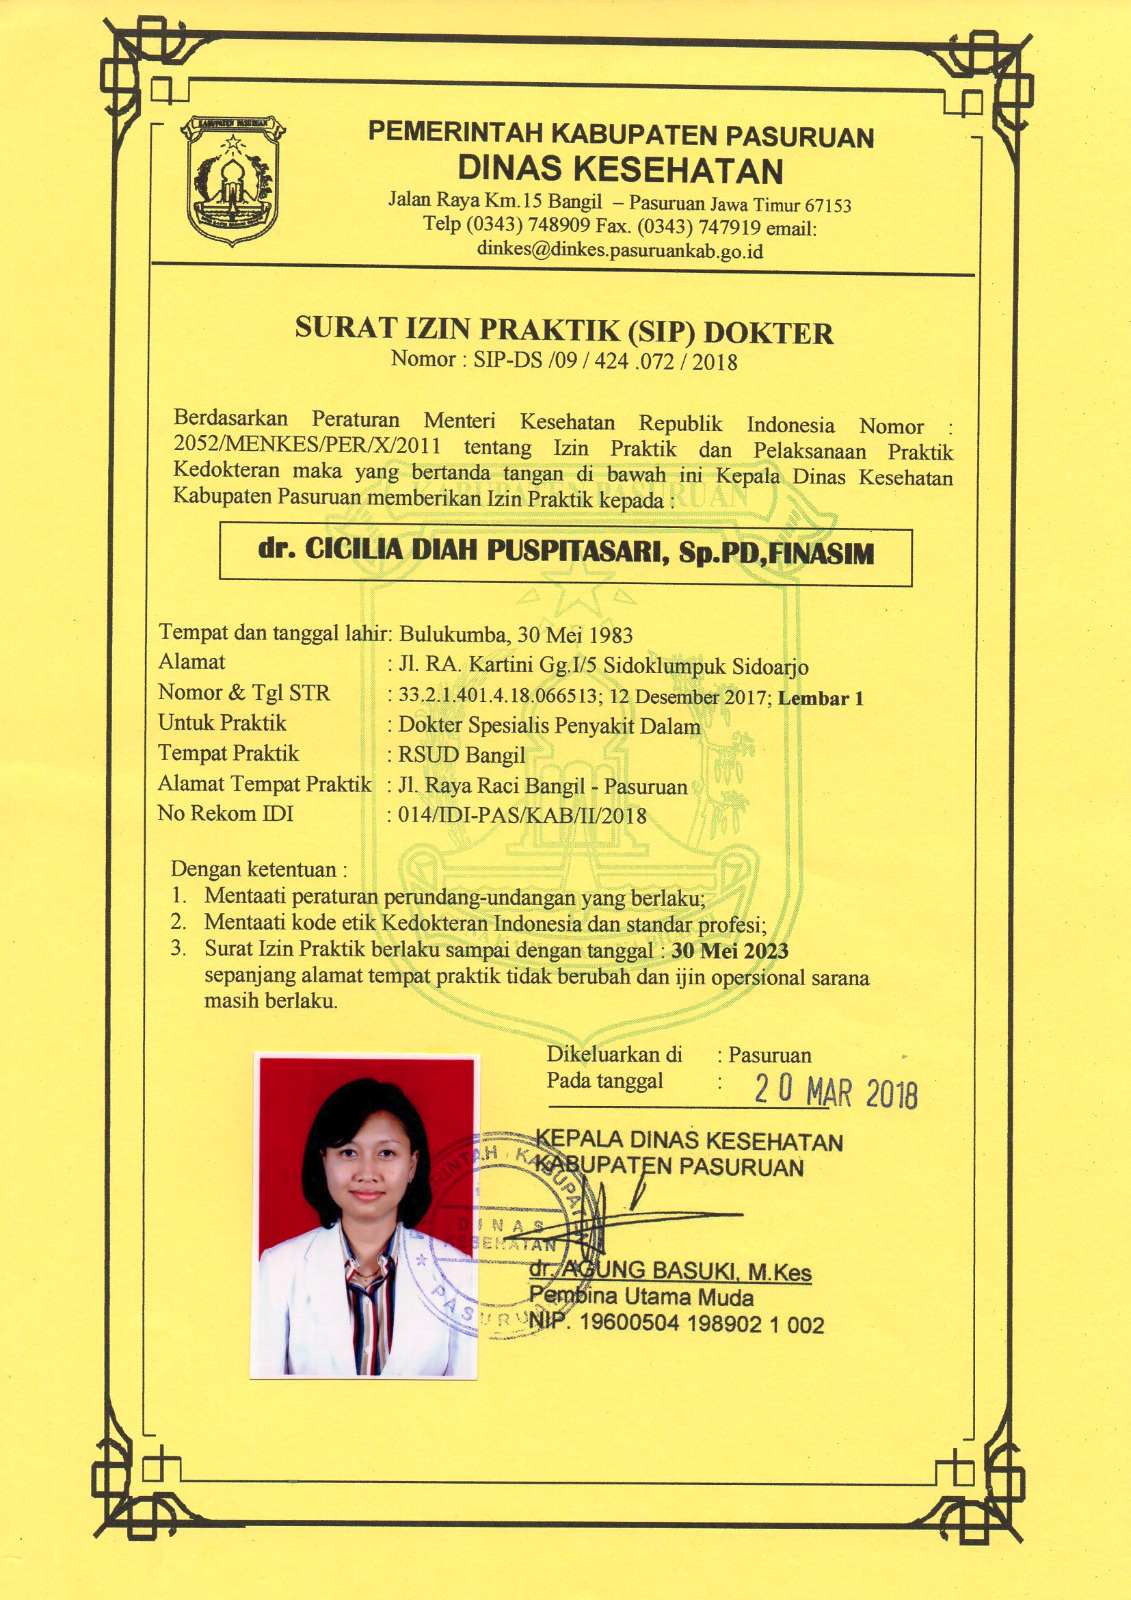 KABUPATEN PASURUAN
PEMERINTAH KABUPATEN PASURUAN
DINAS KESEHATAN
Jalan Raya Km.15 Bangil – Pasuruan Jawa Timur 67153
Telp (0343) 748909 Fax. (0343) 747919 email:
dinkes@dinkes.pasuruankab.go.id
SURAT IZIN PRAKTIK (SIP) DOKTER
Nomor : SIP-DS /09 / 424 .072 / 2018
Berdasarkan Peraturan Menteri Kesehatan Republik Indonesia Nomor :
2052/MENKES/PER/X/2011 tentang Izin Praktik dan Pelaksanaan Praktik
Kedokteran maka yang bertanda tangan di bawah ini Kepala Dinas Kesehatan
Kabupaten Pasuruan memberikan Izin Praktik kepada :
KABUPATEN PASURUAN
dr. CICILIA DIAH PUSPITASARI, Sp.PD,FINASIM
Tempat dan tanggal lahir: Bulukumba, 30 Mei 1983
Alamat : Jl. RA. Kartini Gg.I/5 Sidoklumpuk Sidoarjo
Nomor & Tgl STR : 33.2.1.401.4.18.066513; 12 Desember 2017; Lembar 1
Untuk Praktik : Dokter Spesialis Penyakit Dalam
Tempat Praktik : RSUD Bangil
Alamat Tempat Praktik : Jl. Raya Raci Bangil - Pasuruan
No Rekom IDI : 014/IDI-PAS/KAB/II/2018
Dengan ketentuan :
1. Mentaati peraturan perundang-undangan yang berlaku;
2. Mentaati kode etik Kedokteran Indonesia dan standar profesi;
3. Surat Izin Praktik berlaku sampai dengan tanggal : 30 Mei 2023
sepanjang alamat tempat praktik tidak berubah dan ijin opersional sarana
masih berlaku.
Dikeluarkan di : Pasuruan
Pada tanggal : 20 MAR 2018
KEPALA DINAS KESEHATAN
KABUPATEN PASURUAN
KABUPATEN
DINAS
KESEHATAN
PASURUAN
dr. AGUNG BASUKI, M.Kes
Pembina Utama Muda
NIP. 19600504 198902 1 002